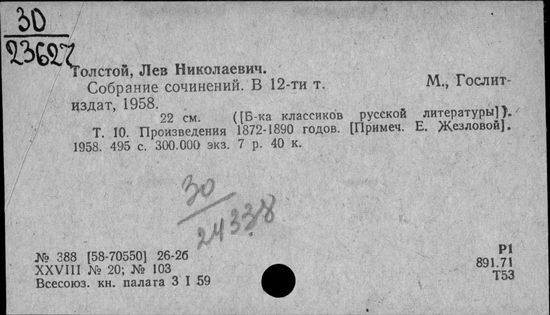 30
23627
Толстой, Лев Николаевич.
Собрание сочинений. В 12-ти т. М., Гослит-
издат, 1958.
22 см. ([Б-ка классиков русской литературы]).
Т. 10. Произведения 1872-1890 годов. [Примеч. Е. Жезловой].
1958. 495 с. 300.000 экз. 7 р. 40 к.
30
24338
№ 388 [58-70550] 26-2б
XXVIII № 20; № 103
Всесоюз. кн. палата 3 I 59
Р1
891.71
Т53